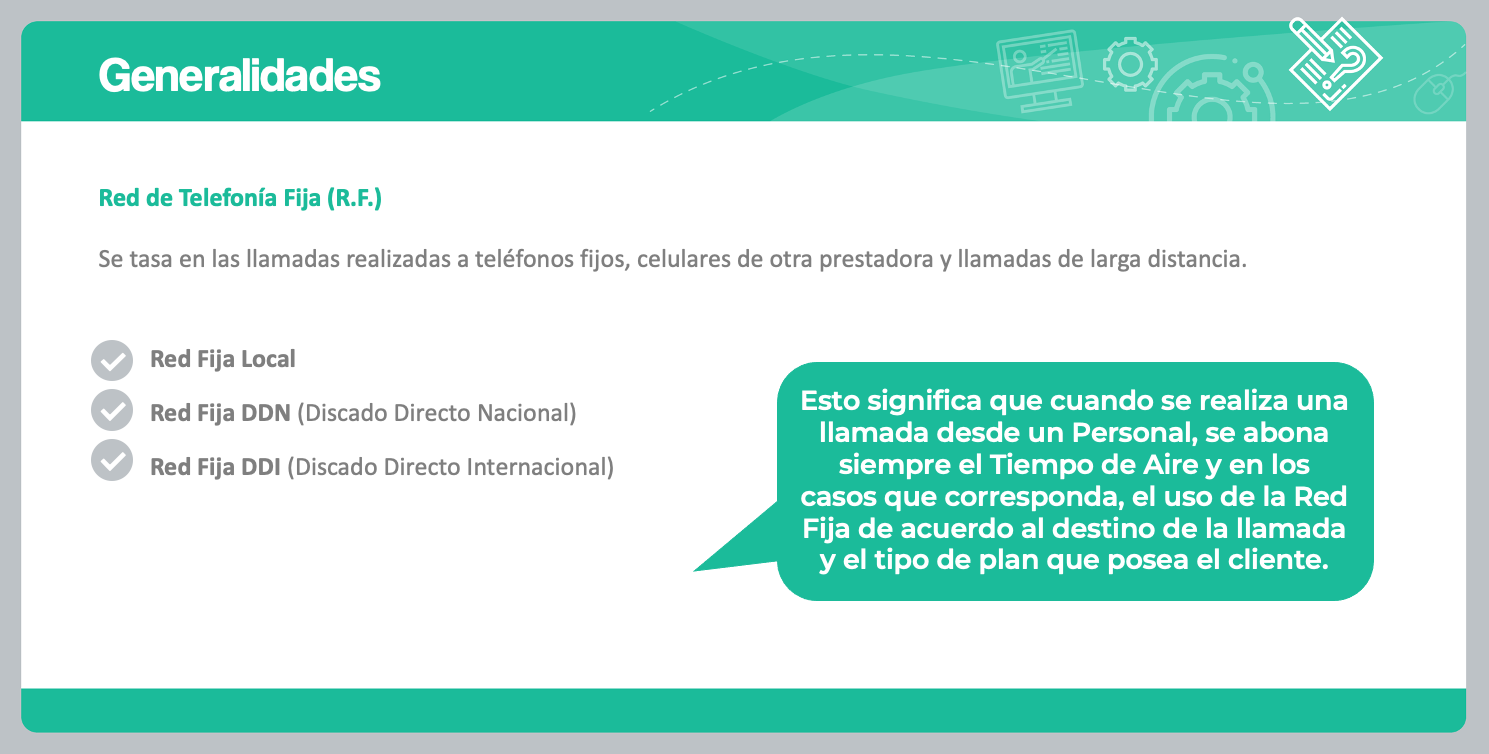 Generalidades
Red de Telefonía Fija (R.F.)
Se tasa en las llamadas realizadas a teléfonos fijos, celulares de otra prestadora y llamadas de larga distancia.
Red Fija Local
Red Fija DDN (Discado Directo Nacional)
Red Fija DDI (Discado Directo Internacional)
Esto significa que cuando se realiza una
llamada desde un Personal, se abona
siempre el Tiempo de Aire y en los
casos que corresponda, el uso de la Red
Fija de acuerdo al destino de la llamada
y el tipo de plan que posea el cliente.